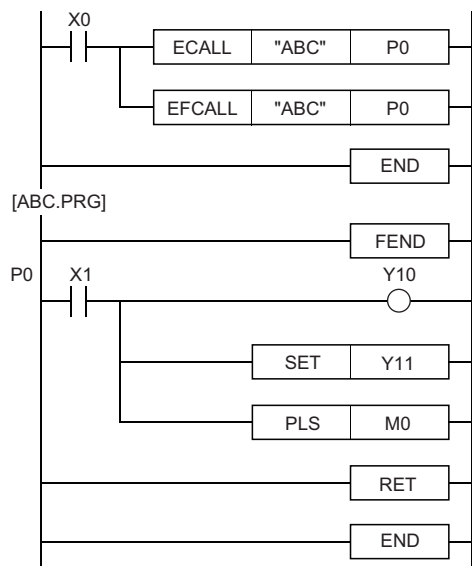 X0
ECALL "ABC" P0
EFCALL "ABC" P0
END
[ABC.PRG]
FEND
P0 X1 Y10
SET Y11
PLS M0
RET
END